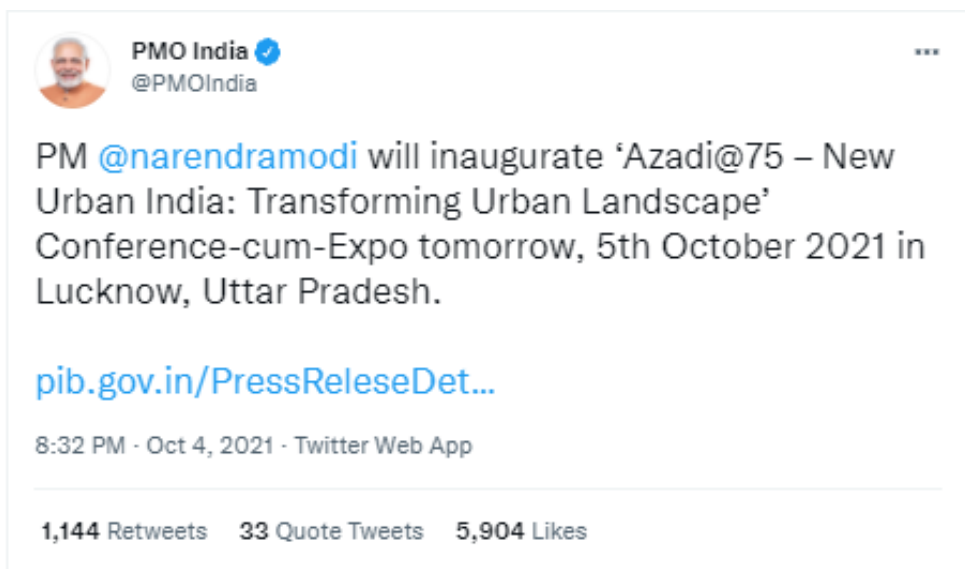 PMO India
@PMOIndia
PM @narendramodi will inaugurate ‘Azadi@75 – New
Urban India: Transforming Urban Landscape’
Conference-cum-Expo tomorrow, 5th October 2021 in
Lucknow, Uttar Pradesh.
pib.gov.in/PressReleseDet...
8:32 PM · Oct 4, 2021 · Twitter Web App
1,144 Retweets 33 Quote Tweets 5,904 Likes